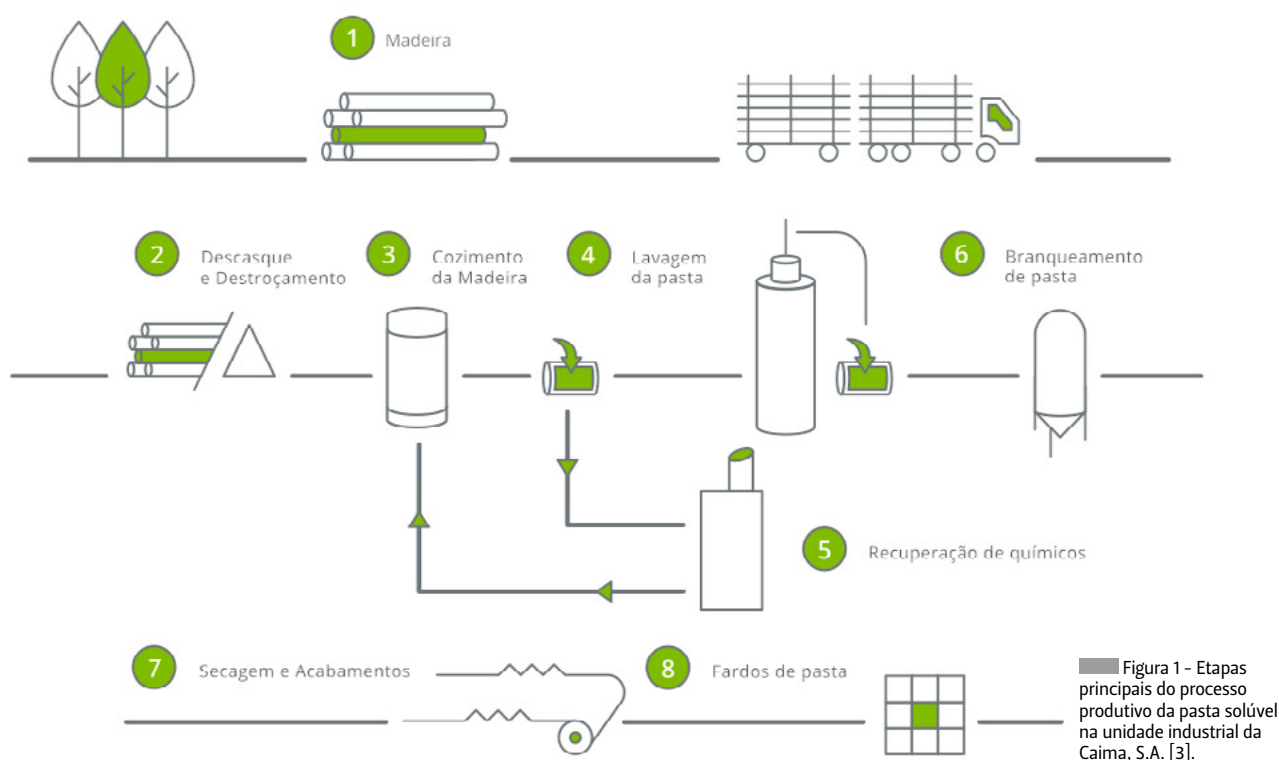 1 Madeira
2 Descasque
e Destroçamento
3 Cozimento
da Madeira
4 Lavagem
da pasta
6 Branqueamento
de pasta
5 Recuperação de químicos
7 Secagem e Acabamentos
8 Fardos de pasta
Figura 1 – Etapas
principais do processo
produtivo da pasta solúvel
na unidade industrial da
Caima, S.A. [3].